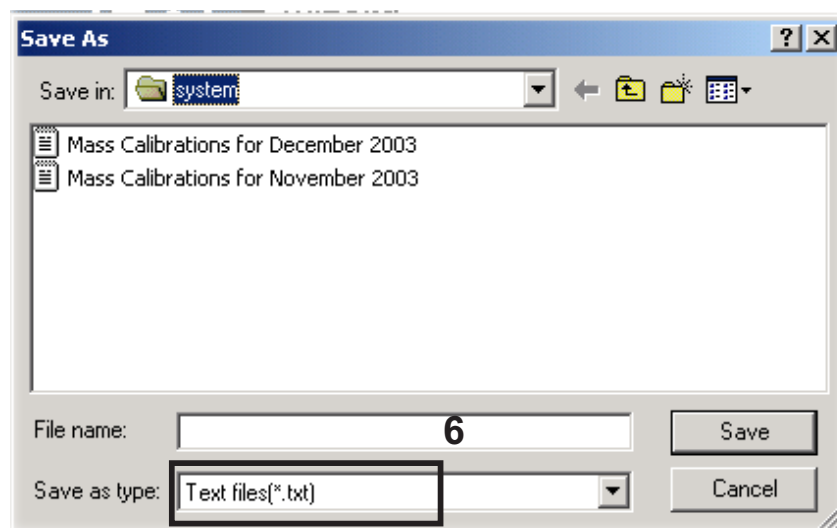 Save As
Save in: system
Mass Calibrations for December 2003
Mass Calibrations for November 2003
File name: 6 Save
Save as type: Text files(*.txt) Cancel